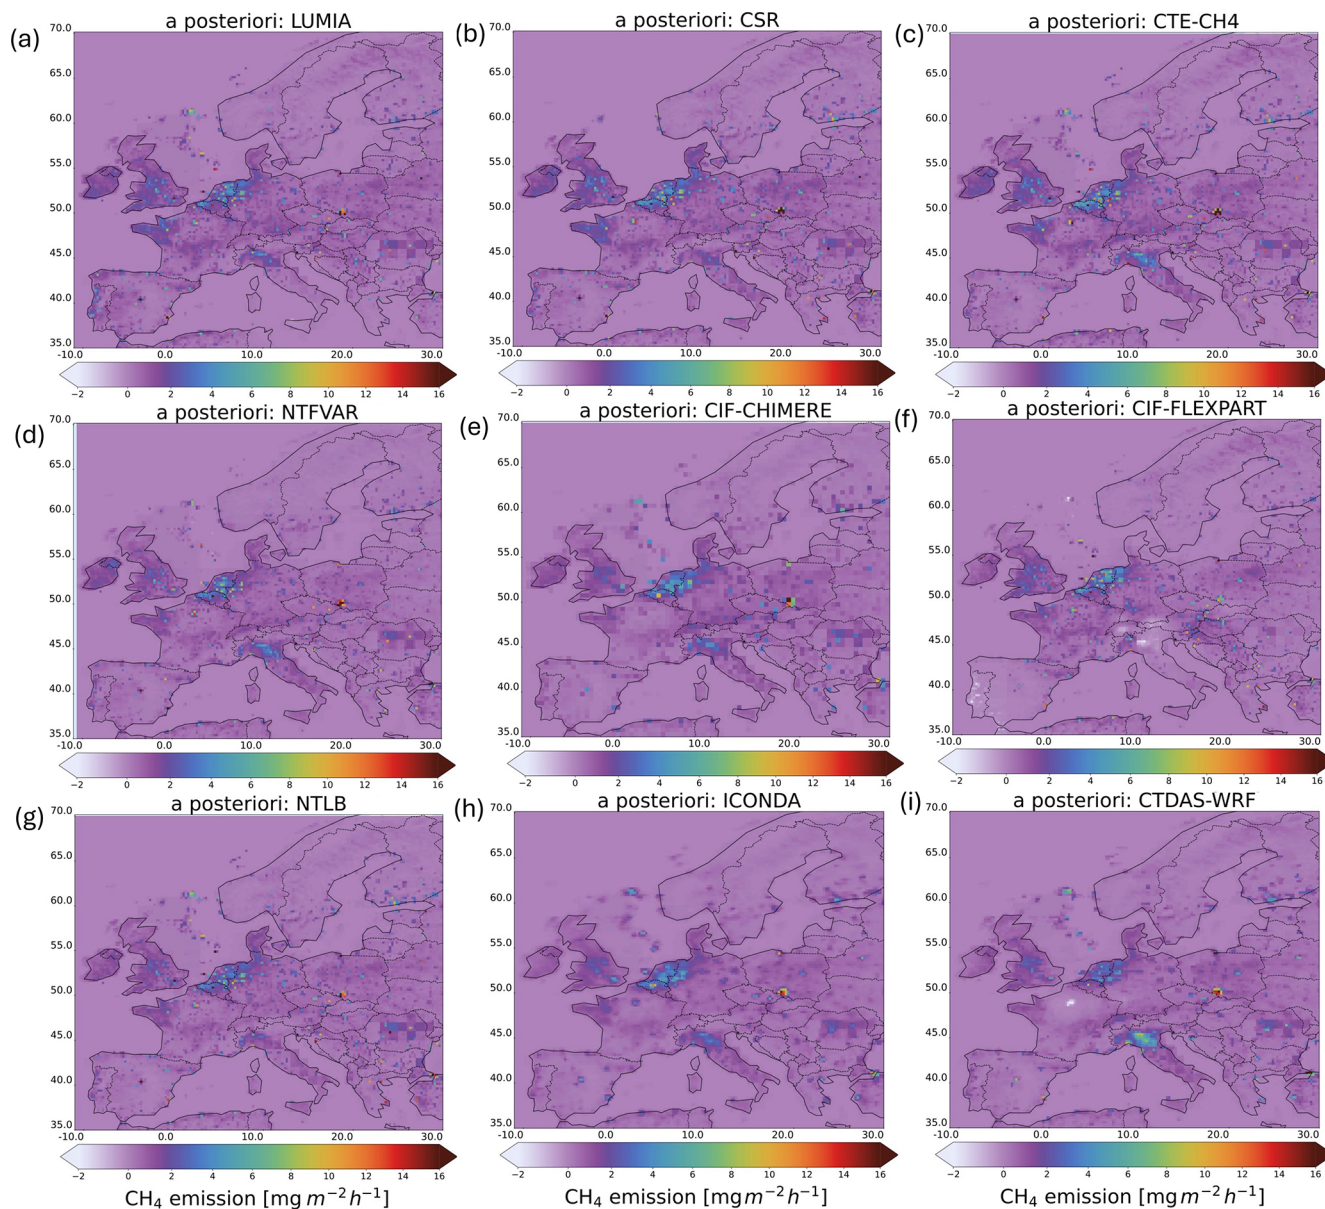 (a) a posteriori: LUMIA
70.0
65.0
60.0
55.0
50.0
45.0
40.0
35.0
-10.0 0.0 10.0 20.0 30.0
−2 0 2 4 6 8 10 12 14 16
(b) a posteriori: CSR
70.0
65.0
60.0
55.0
50.0
45.0
40.0
35.0
-10.0 0.0 10.0 20.0 30.0
−2 0 2 4 6 8 10 12 14 16
(c) a posteriori: CTE-CH4
70.0
65.0
60.0
55.0
50.0
45.0
40.0
35.0
-10.0 0.0 10.0 20.0 30.0
−2 0 2 4 6 8 10 12 14 16
(d) a posteriori: NTFVAR
70.0
65.0
60.0
55.0
50.0
45.0
40.0
35.0
-10.0 0.0 10.0 20.0 30.0
−2 0 2 4 6 8 10 12 14 16
(e) a posteriori: CIF-CHIMERE
70.0
65.0
60.0
55.0
50.0
45.0
40.0
35.0
-10.0 0.0 10.0 20.0 30.0
−2 0 2 4 6 8 10 12 14 16
(f) a posteriori: CIF-FLEXPART
70.0
65.0
60.0
55.0
50.0
45.0
40.0
35.0
-10.0 0.0 10.0 20.0 30.0
−2 0 2 4 6 8 10 12 14 16
(g) a posteriori: NTLB
70.0
65.0
60.0
55.0
50.0
45.0
40.0
35.0
-10.0 0.0 10.0 20.0 30.0
−2 0 2 4 6 8 10 12 14 16
CH₄ emission [mg m⁻² h⁻¹]
(h) a posteriori: ICONDA
70.0
65.0
60.0
55.0
50.0
45.0
40.0
35.0
-10.0 0.0 10.0 20.0 30.0
−2 0 2 4 6 8 10 12 14 16
CH₄ emission [mg m⁻² h⁻¹]
(i) a posteriori: CTDAS-WRF
70.0
65.0
60.0
55.0
50.0
45.0
40.0
35.0
-10.0 0.0 10.0 20.0 30.0
−2 0 2 4 6 8 10 12 14 16
CH₄ emission [mg m⁻² h⁻¹]